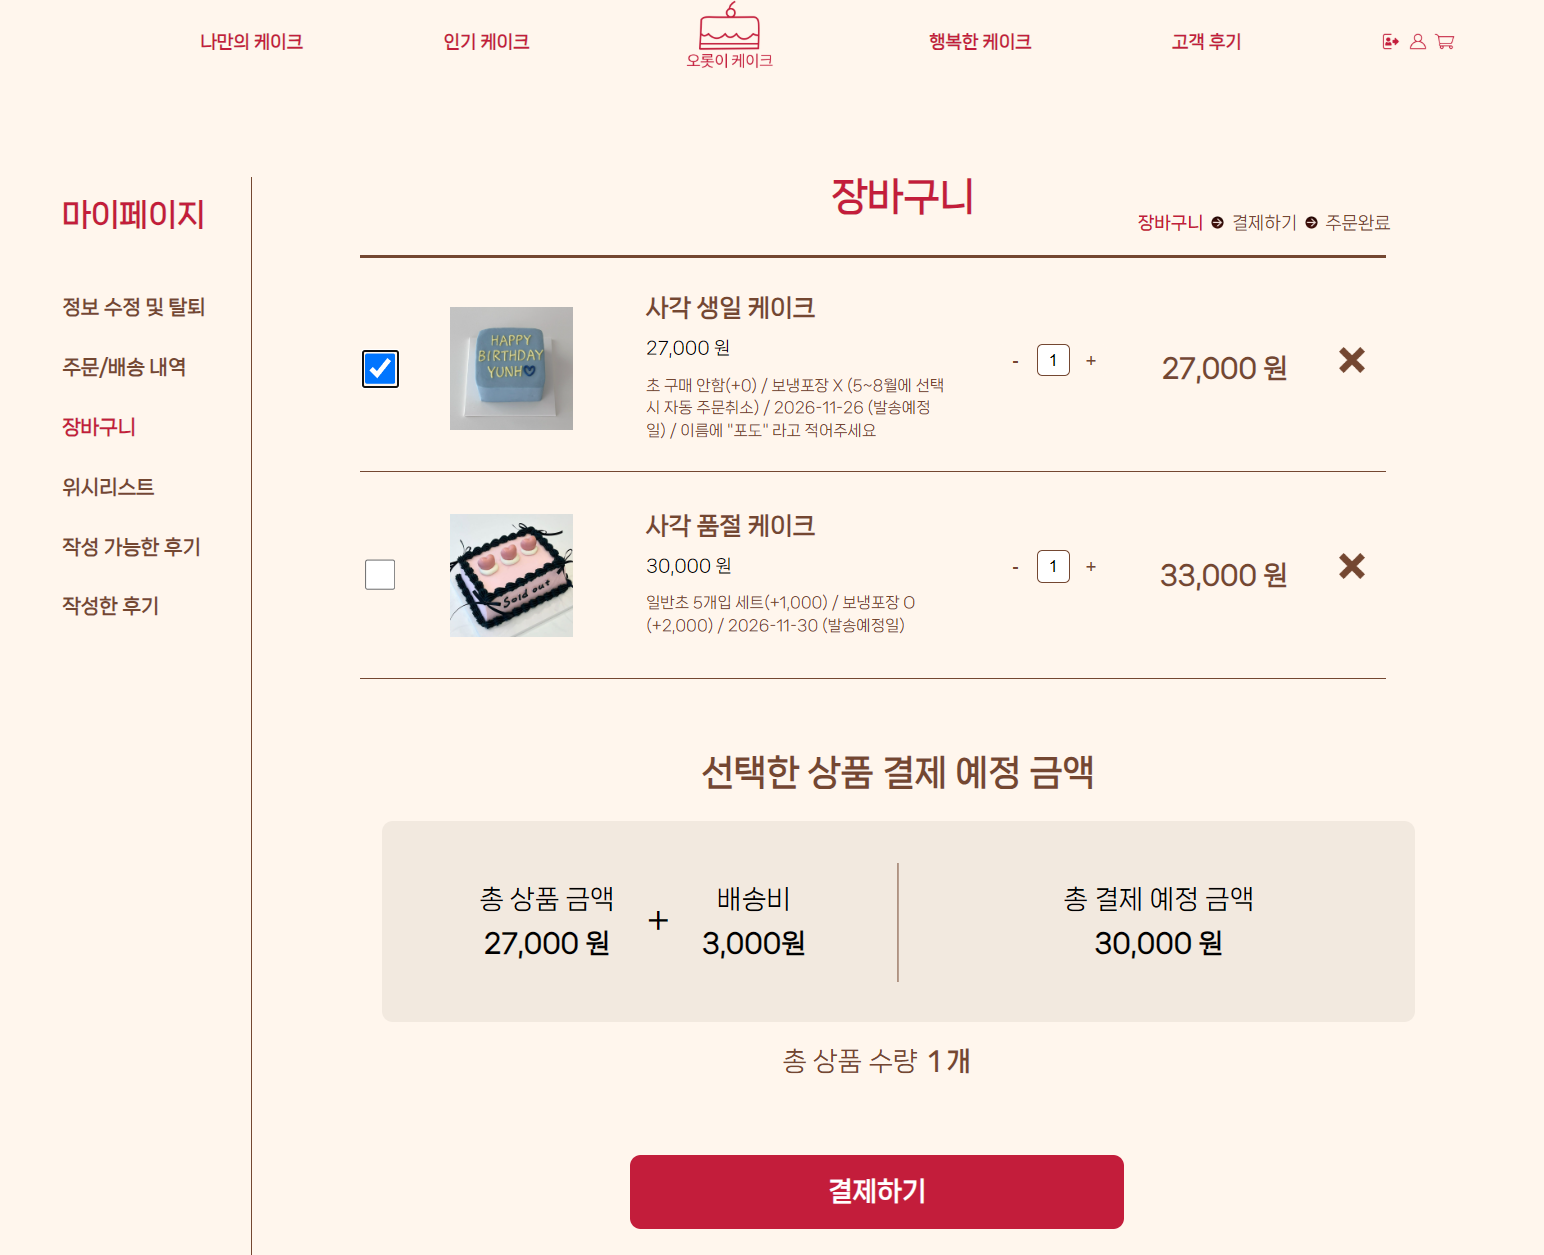 나만의 케이크
인기 케이크
오롯이 케이크
행복한 케이크
고객 후기
마이페이지
정보 수정 및 탈퇴
주문/배송 내역
장바구니
위시리스트
작성 가능한 후기
작성한 후기
장바구니
장바구니 결제하기 주문완료
HAPPY
BIRTHDAY
YUNH
사각 생일 케이크
27,000 원
초 구매 안함(+0) / 보냉포장 X (5~8월에 선택
시 자동 주문취소) / 2026-11-26 (발송예정
일) / 이름에 "포도" 라고 적어주세요
- 1 +
27,000 원
Sold out
사각 품절 케이크
30,000 원
일반초 5개입 세트(+1,000) / 보냉포장 O
(+2,000) / 2026-11-30 (발송예정일)
- 1 +
33,000 원
선택한 상품 결제 예정 금액
총 상품 금액
27,000 원
+
배송비
3,000원
총 결제 예정 금액
30,000 원
총 상품 수량 1 개
결제하기